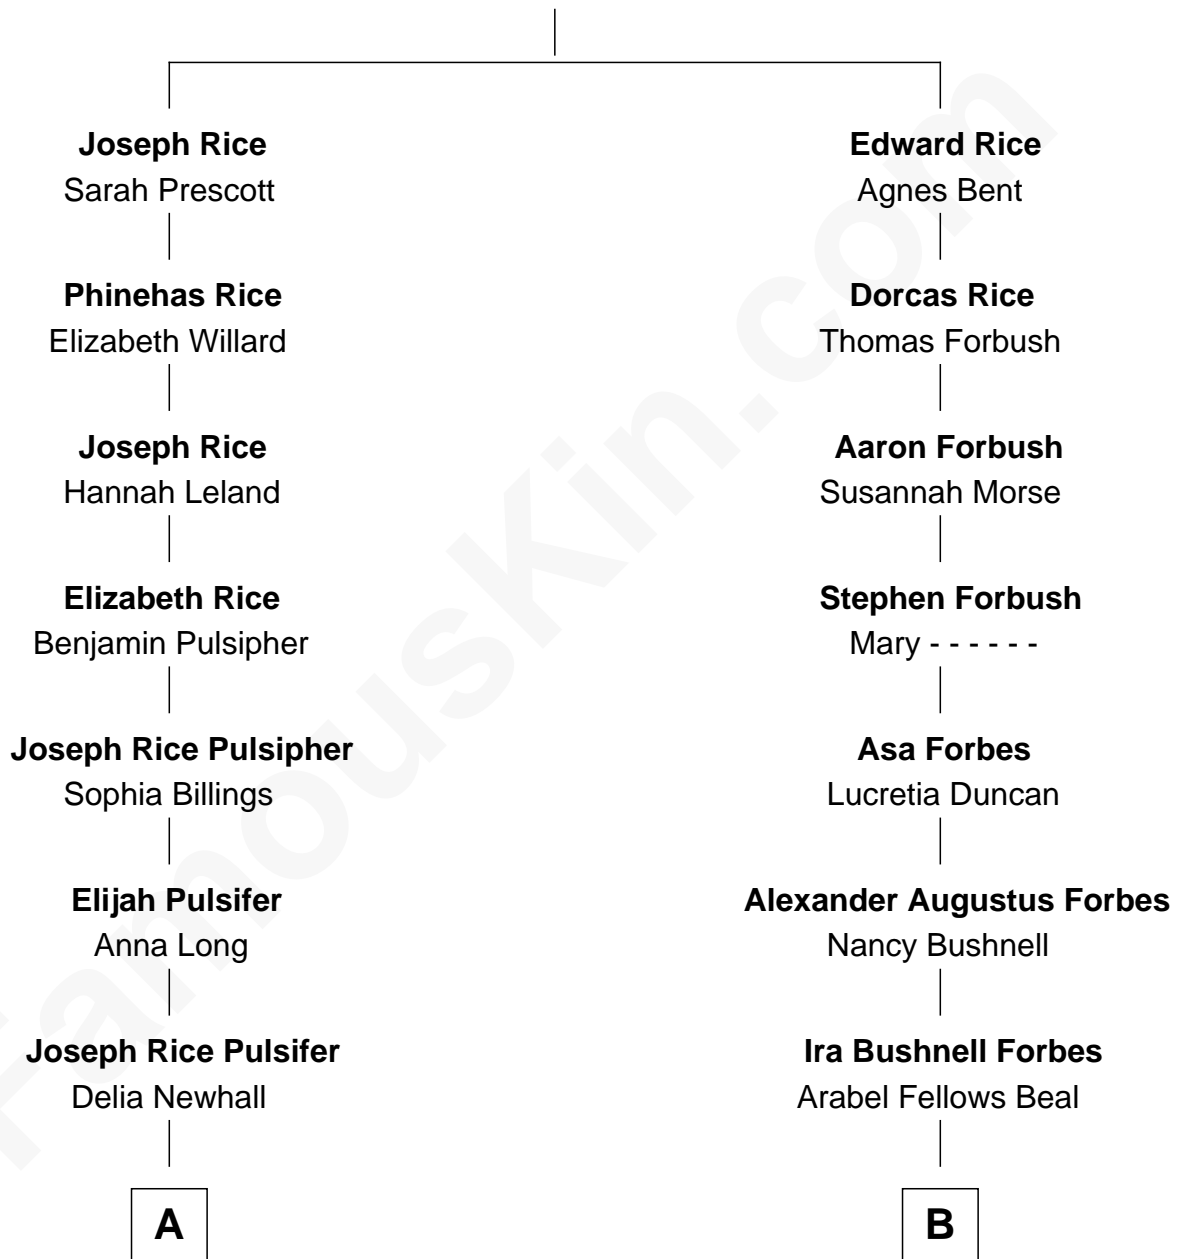 Joseph Rice
Sarah Prescott
Phinehas Rice
Elizabeth Willard
Joseph Rice
Hannah Leland
Elizabeth Rice
Benjamin Pulsipher
Joseph Rice Pulsipher
Sophia Billings
Elijah Pulsifer
Anna Long
Joseph Rice Pulsifer
Delia Newhall
A
Edward Rice
Agnes Bent
Dorcas Rice
Thomas Forbush
Aaron Forbush
Susannah Morse
Stephen Forbush
Mary - - - - - -
Asa Forbes
Lucretia Duncan
Alexander Augustus Forbes
Nancy Bushnell
Ira Bushnell Forbes
Arabel Fellows Beal
B
FamousKin.com